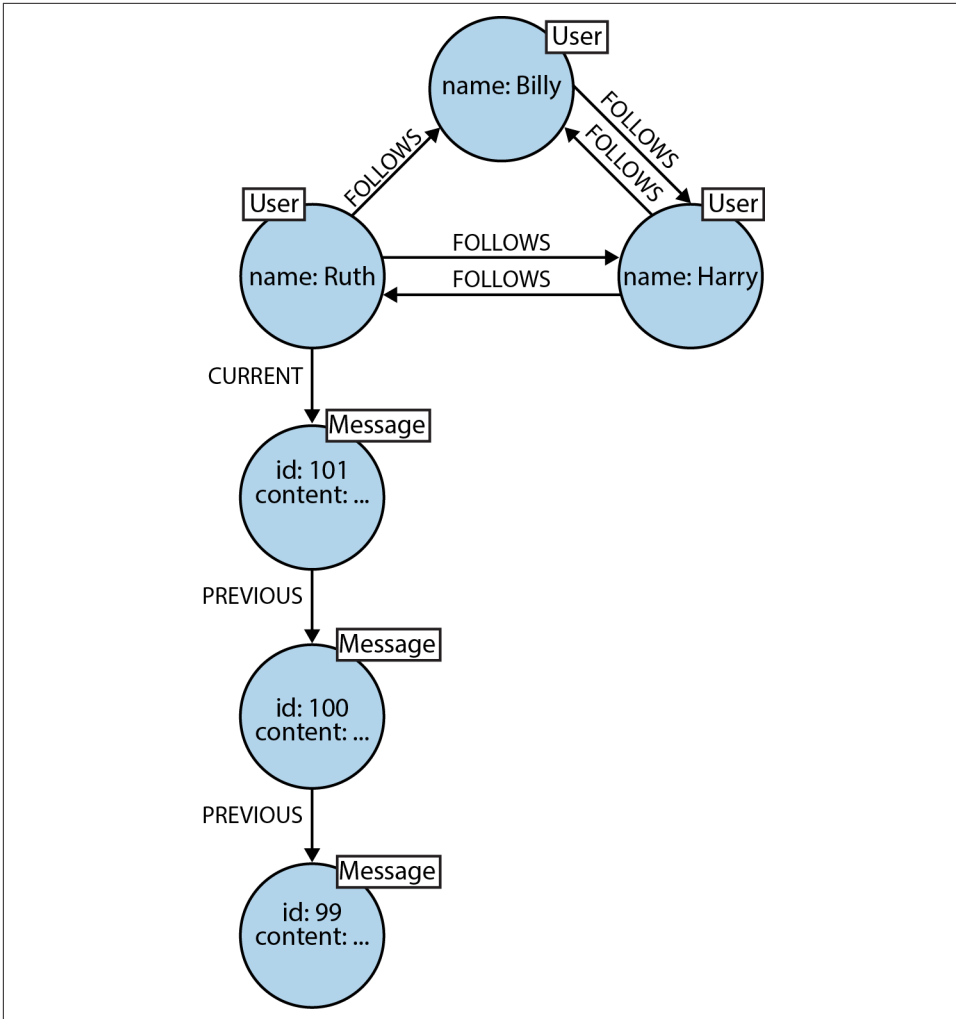 User
name: Billy
FOLLOWS
FOLLOWS
FOLLOWS
User
User
name: Ruth
FOLLOWS
FOLLOWS
name: Harry
CURRENT
Message
id: 101
content: ...
PREVIOUS
Message
id: 100
content: ...
PREVIOUS
Message
id: 99
content: ...